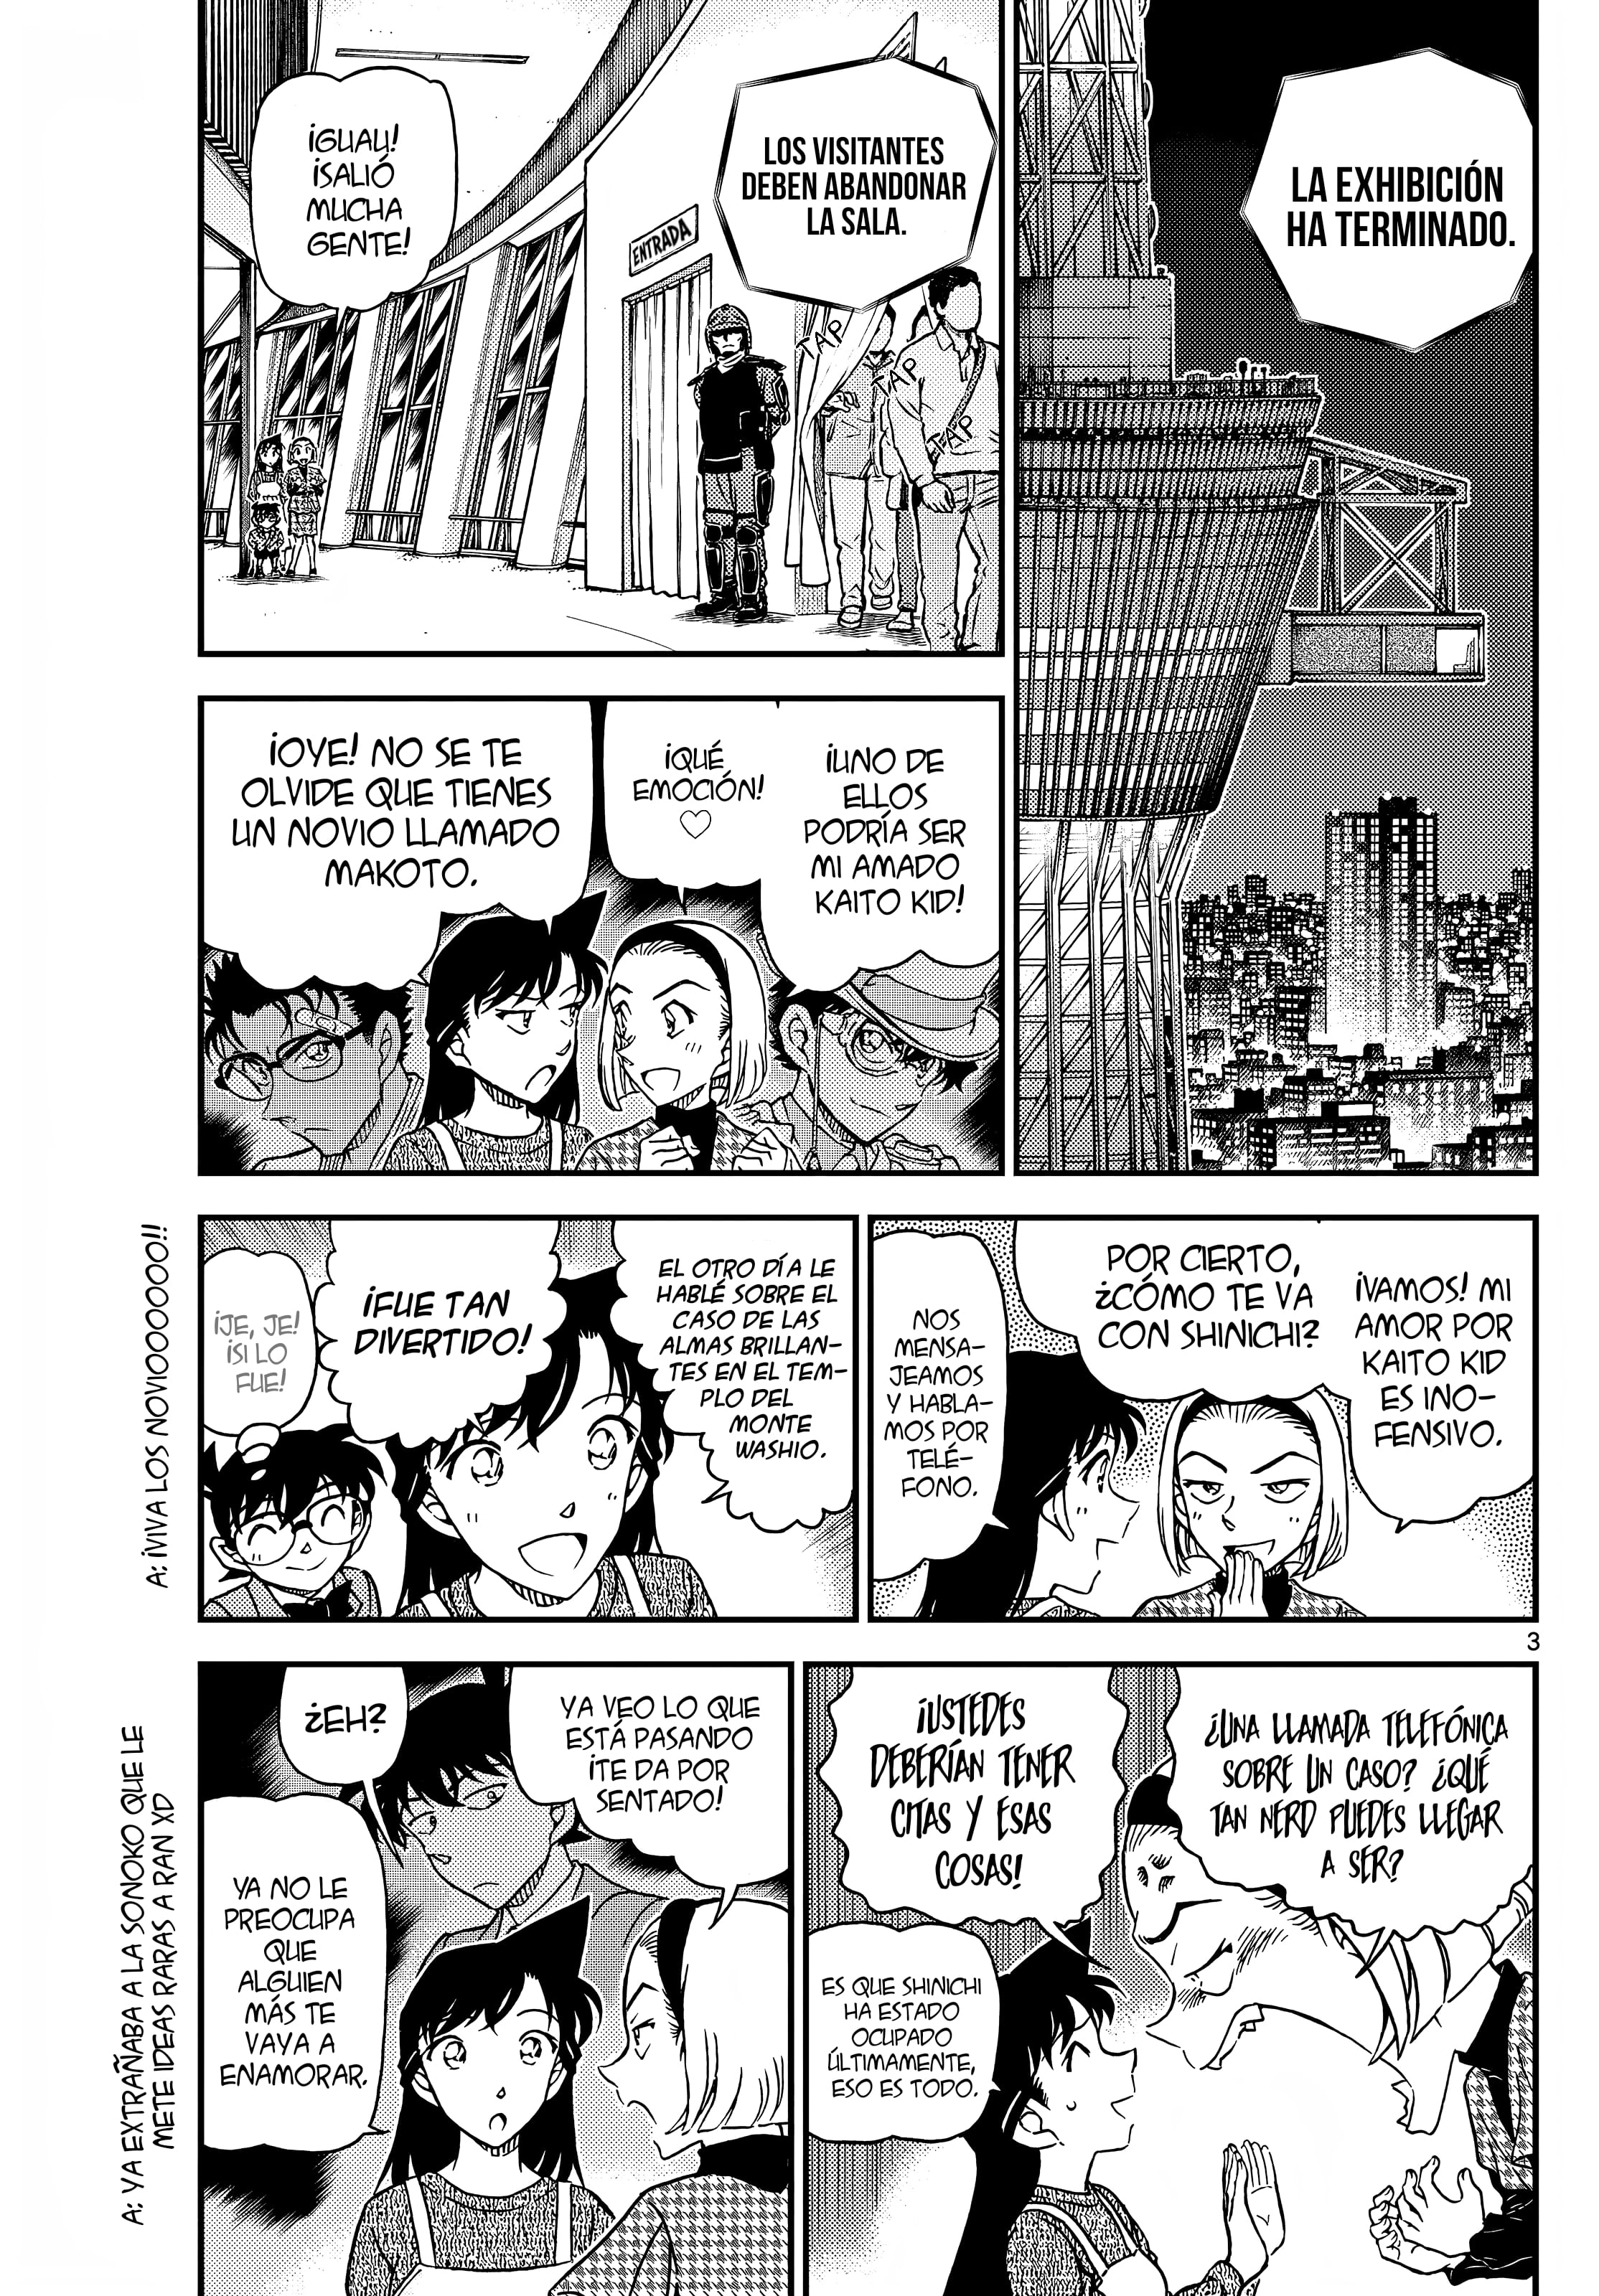 LA EXHIBICIÓN
HA TERMINADO.
LOS VISITANTES
DEBEN ABANDONAR
LA SALA.
¡GUAU!
¡SALIÓ
MUCHA
GENTE!
ENTRADA
TAP
TAP
TAP
¡UNO DE
ELLOS
PODRÍA SER
MI AMADO
KAITO KID!
¡QUÉ
EMOCIÓN!
♡
¡OYE! NO SE TE
OLVIDE QUE TIENES
UN NOVIO LLAMADO
MAKOTO.
¡VAMOS! MI
AMOR POR
KAITO KID
ES INO-
FENSIVO.
POR CIERTO,
¿CÓMO TE VA
CON SHINICHI?
NOS
MENSA-
JEAMOS
Y HABLA-
MOS POR
TELÉ-
FONO.
EL OTRO DÍA LE
HABLÉ SOBRE EL
CASO DE LAS
ALMAS BRILLAN-
TES EN EL TEM-
PLO DEL
MONTE
WASHIO.
¡FUE TAN
DIVERTIDO!
¡JE, JE!
¡SI LO
FUE!
A: ¡VIVA LOS NOVIOOOOOOO!!
3
¿UNA LLAMADA TELEFÓNICA
SOBRE UN CASO? ¿QUÉ
TAN NERD PUEDES LLEGAR
A SER?
¡USTEDES
DEBERÍAN TENER
CITAS Y ESAS
COSAS!
ES QUE SHINICHI
HA ESTADO
OCUPADO
ÚLTIMAMENTE,
ESO ES TODO.
YA VEO LO QUE
ESTÁ PASANDO
¡TE DA POR
SENTADO!
¿EH?
YA NO LE
PREOCUPA
QUE
ALGUIEN
MÁS TE
VAYA A
ENAMORAR.
A: YA EXTRAÑABA A LA SONOKO QUE LE
METE IDEAS RARAS A RAN XD